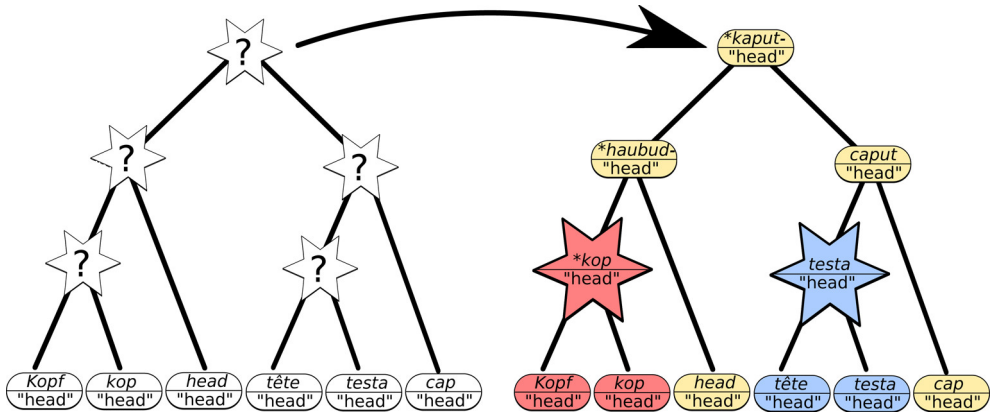 ?
*kaput-
"head"
?
?
*haubud-
"head"
caput
"head"
?
?
*kop
"head"
testa
"head"
Kopf
"head"
kop
"head"
head
"head"
tête
"head"
testa
"head"
cap
"head"
Kopf
"head"
kop
"head"
head
"head"
tête
"head"
testa
"head"
cap
"head"